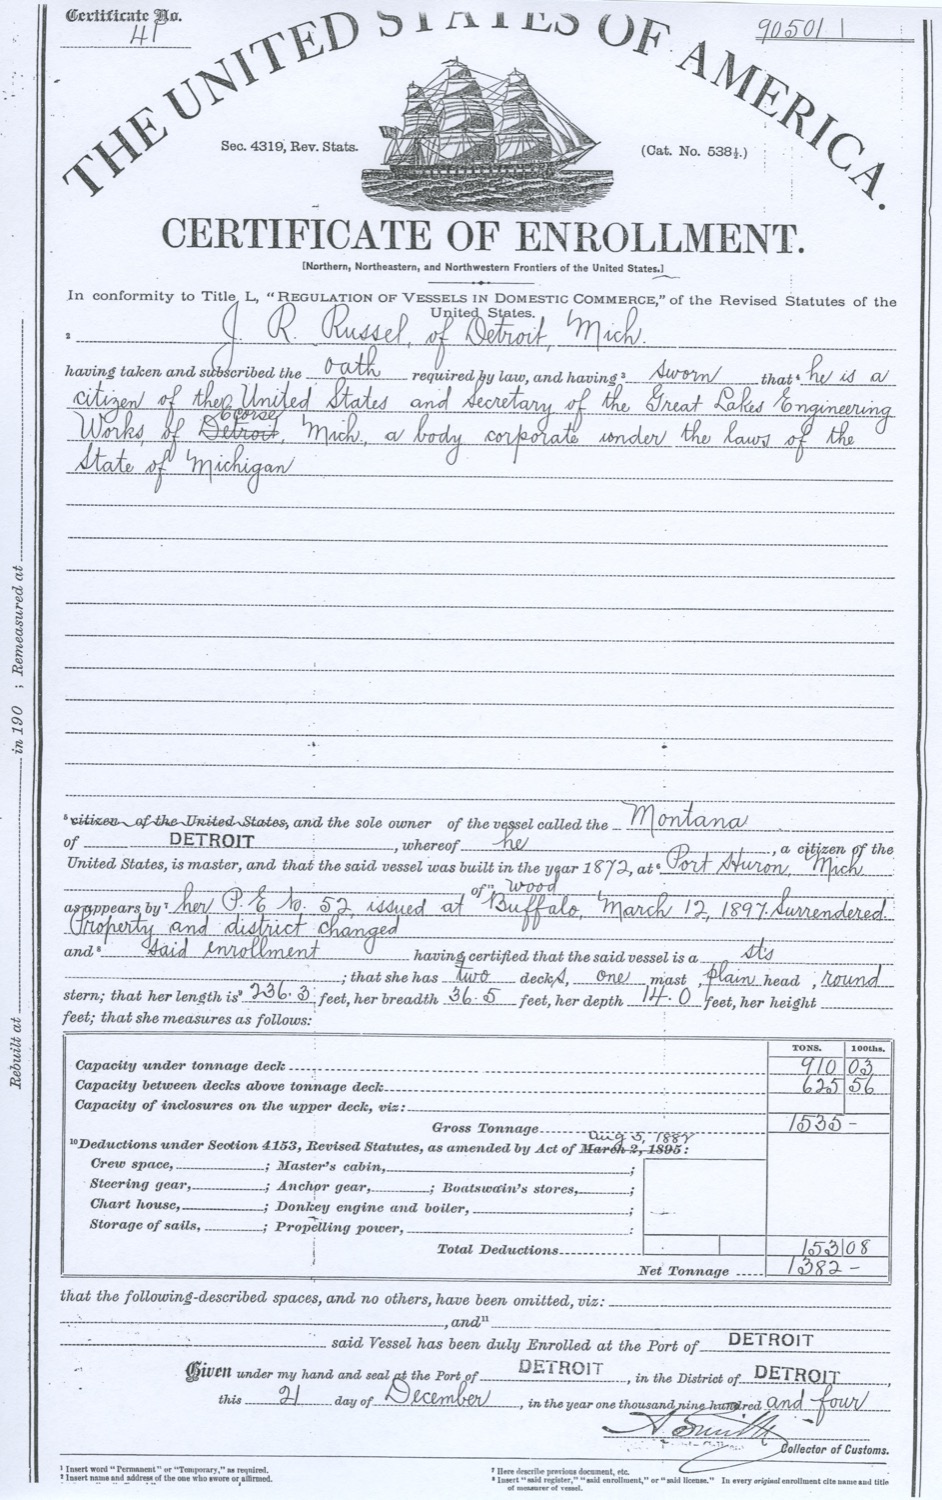 Certificate No.
41
90501
THE UNITED STATES OF AMERICA.
Sec. 4319, Rev. Stats.
(Cat. No. 538½.)
CERTIFICATE OF ENROLLMENT.
[Northern, Northeastern, and Northwestern Frontiers of the United States.]
In conformity to Title L, "REGULATION OF VESSELS IN DOMESTIC COMMERCE," of the Revised Statutes of the
United States.
² J. R. Russel, of Detroit, Mich.
having taken and subscribed the oath required by law, and having ³ sworn that ⁴ he is a
citizen of the United States and Secretary of the Great Lakes Engineering
Ecorse
Works, of Detroit, Mich., a body corporate under the laws of the
State of Michigan
⁵ citizen of the United States, and the sole owner of the vessel called the Montana
of DETROIT, whereof he, a citizen of the
United States, is master, and that the said vessel was built in the year 1872, at ⁶ Port Huron, Mich
of wood
as appears by ⁷ her P. E. No. 52, issued at Buffalo, March 12, 1897. Surrendered.
Property and district changed
and ⁸ said enrollment having certified that the said vessel is a st's
; that she has two decks, one mast, plain head, round
stern; that her length is ⁹ 236.3 feet, her breadth 36.5 feet, her depth 14.0 feet, her height
feet; that she measures as follows:
TONS. 100ths.
Capacity under tonnage deck 910 03
Capacity between decks above tonnage deck 625 56
Capacity of inclosures on the upper deck, viz:
Gross Tonnage 1535 -
Aug 5, 1882
¹⁰ Deductions under Section 4153, Revised Statutes, as amended by Act of March 2, 1895:
Crew space, ; Master's cabin, ;
Steering gear, ; Anchor gear, ; Boatswain's stores, ;
Chart house, ; Donkey engine and boiler, ;
Storage of sails, ; Propelling power, :
Total Deductions 153 08
Net Tonnage 1382 -
that the following-described spaces, and no others, have been omitted, viz:
, and ¹¹
said Vessel has been duly Enrolled at the Port of DETROIT
Given under my hand and seal at the Port of DETROIT, in the District of DETROIT,
this 21 day of December, in the year one thousand nine hundred and four
Collector of Customs.
¹ Insert word "Permanent" or "Temporary," as required.
² Insert name and address of the one who swore or affirmed.
⁷ Here describe previous document, etc.
⁸ Insert "said register," "said enrollment," or "said license." In every original enrollment cite name and title
of measurer of vessel.
Rebuilt at in 190 ; Remeasured at